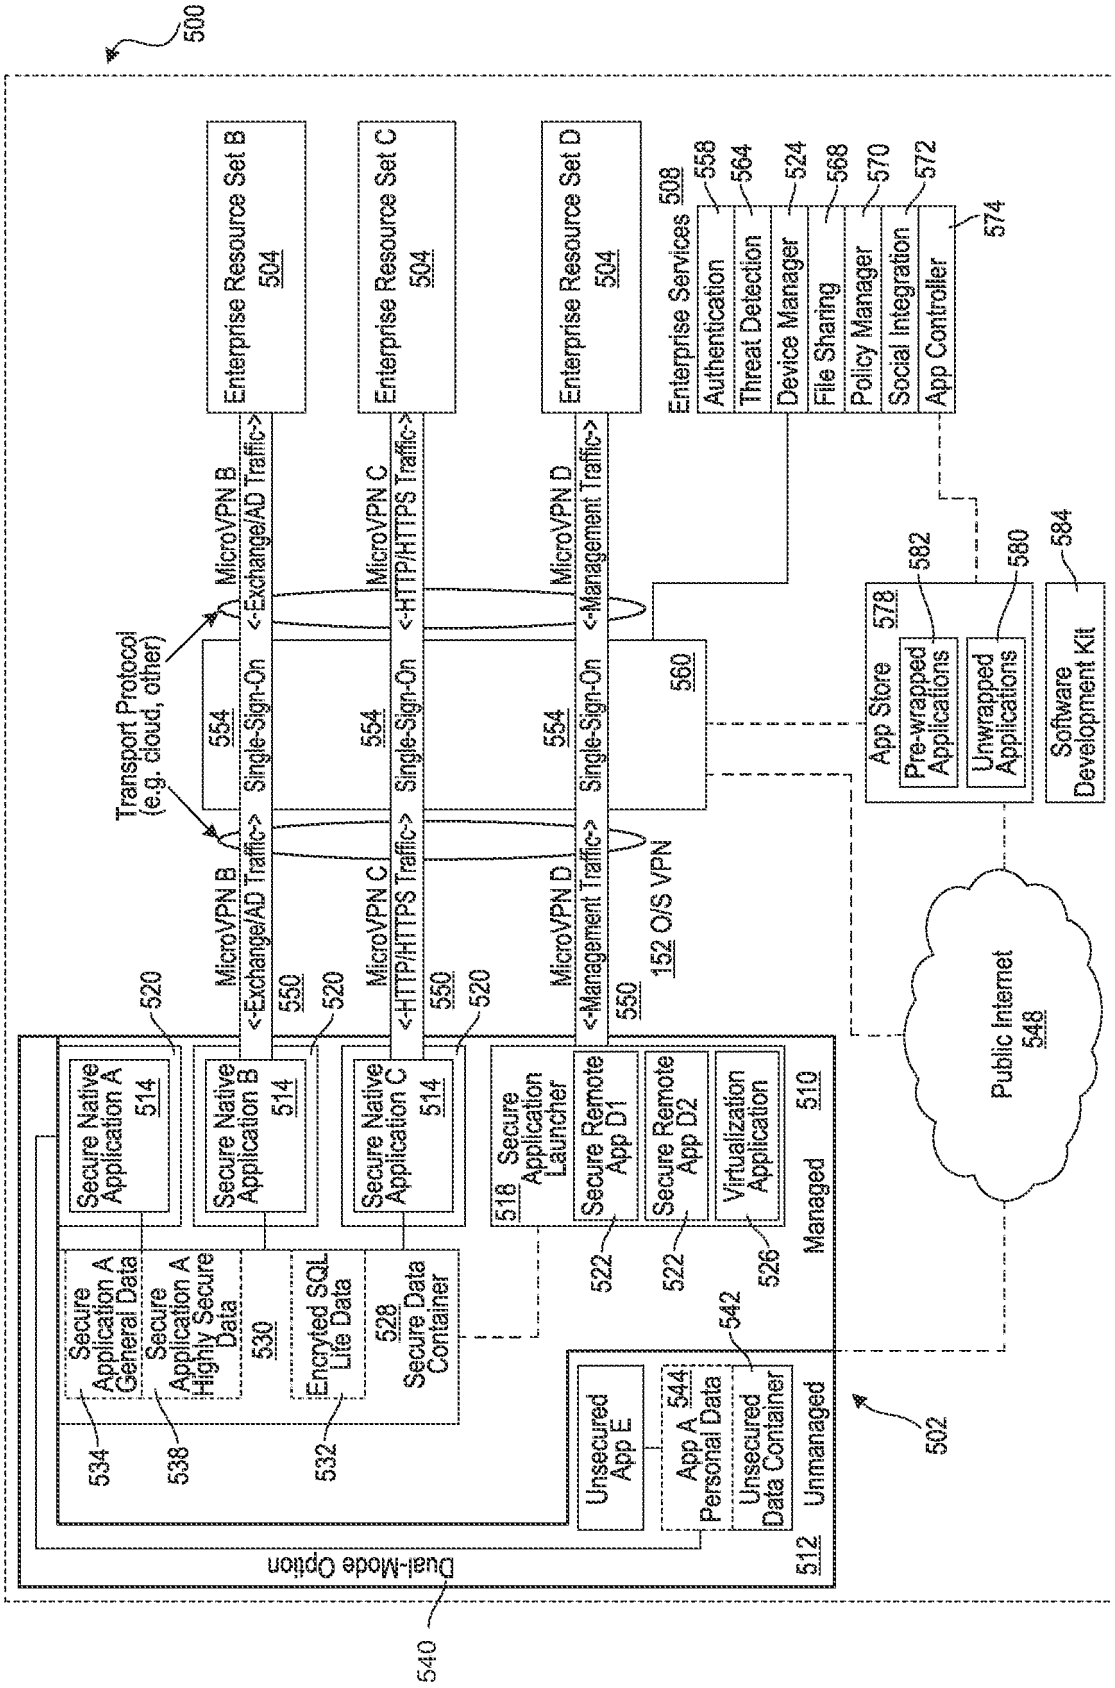 500
Transport Protocol
(e.g. cloud, other)
540
Dual-Mode Option
534
Secure
Application A
General Data
538
Secure
Application A
Highly Secure
Data
530
532
Encryted SQL
Life Data
528
Secure Data
Container
Secure Native
Application A
514
520
Secure Native
Application B
514
520
Secure Native
Application C
514
520
518 Secure
Application
Launcher
522
Secure Remote
App D1
522
Secure Remote
App D2
526
Virtualization
Application
Managed
510
Unsecured
App E
App A 544
Personal Data
542
Unsecured
Data Container
512
Unmanaged
502
MicroVPN B
<-Exchange/AD Traffic->
550
554
Single-Sign-On
MicroVPN B
<-Exchange/AD Traffic->
Enterprise Resource Set B
504
MicroVPN C
<-HTTP/HTTPS Traffic->
550
554
Single-Sign-On
MicroVPN C
<-HTTP/HTTPS Traffic->
Enterprise Resource Set C
504
MicroVPN D
<-Management Traffic->
550
554
Single-Sign-On
MicroVPN D
<-Management Traffic->
Enterprise Resource Set D
504
152 O/S VPN
560
Enterprise Services 508
Authentication
558
Threat Detection
564
Device Manager
524
File Sharing
568
Policy Manager
570
Social Integration
572
App Controller
574
Public Internet
548
App Store 578
Pre-wrapped
Applications
582
Unwrapped
Applications
580
Software
Development Kit
584